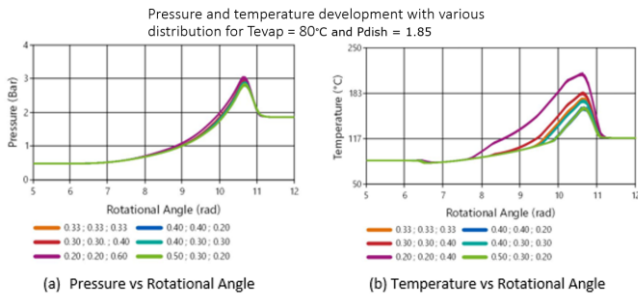 Pressure and temperature development with various
distribution for Tevap = 80°C and Pdish = 1.85
4
3
2
1
0
Pressure (Bar)
5 6 7 8 9 10 11 12
Rotational Angle (rad)
0.33 ; 0.33 ; 0.33 0.40 ; 0.40 ; 0.20
0.30 ; 0.30. ; 0.40 0.40 ; 0.30 ; 0.30
0.20 ; 0.20 ; 0.60 0.50 ; 0.30 ; 0.20
(a) Pressure vs Rotational Angle
250
183
117
50
Temperature (°C)
5 6 7 8 9 10 11 12
Rotational Angle (rad)
0.33 ; 0.33 ; 0.33 0.40 ; 0.40 ; 0.20
0.30 ; 0.30 ; 0.40 0.40 ; 0.30 ; 0.30
0.20 ; 0.20 ; 0.40 0.50 ; 0.30 ; 0.20
(b) Temperature vs Rotational Angle